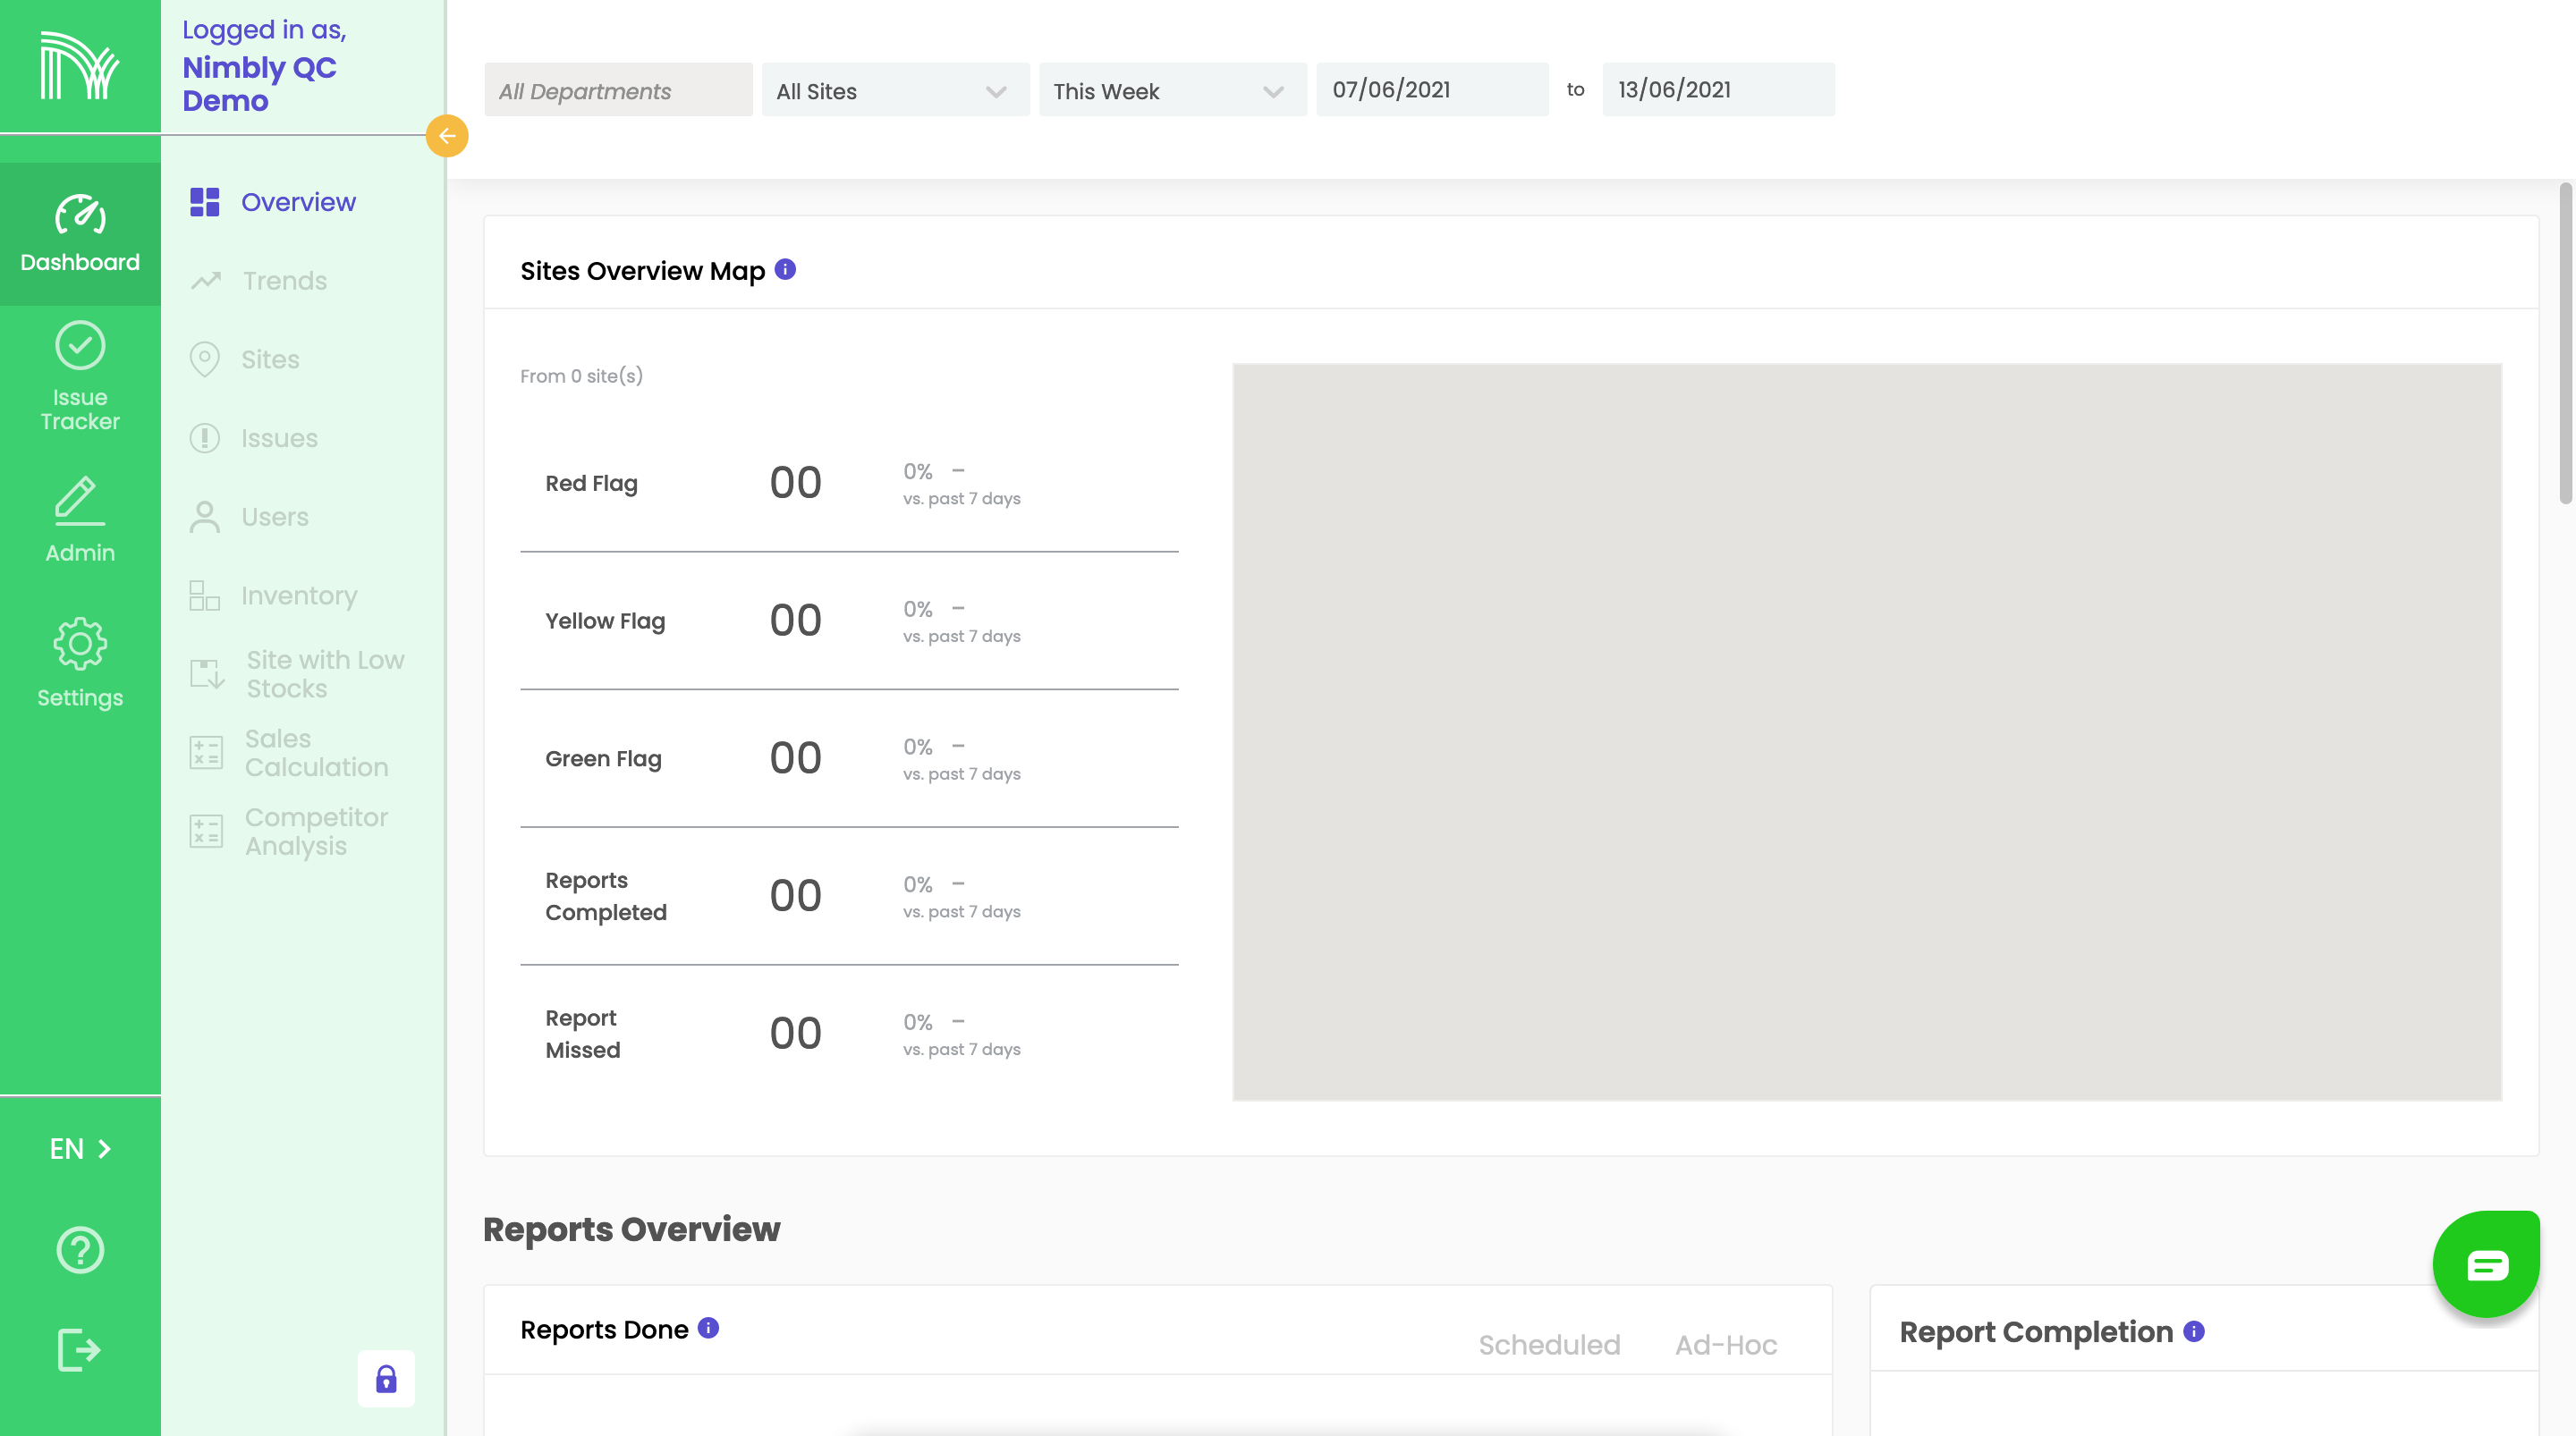 Logged in as,
Nimbly QC
Demo
Dashboard
Issue
Tracker
Admin
Settings
EN
Overview
Trends
Sites
Issues
Users
Inventory
Site with Low
Stocks
Sales
Calculation
Competitor
Analysis
All Departments
All Sites
This Week
07/06/2021
to
13/06/2021
Sites Overview Map
From 0 site(s)
Red Flag
00
0% –
vs. past 7 days
Yellow Flag
00
0% –
vs. past 7 days
Green Flag
00
0% –
vs. past 7 days
Reports
Completed
00
0% –
vs. past 7 days
Report
Missed
00
0% –
vs. past 7 days
Reports Overview
Reports Done
Scheduled
Ad-Hoc
Report Completion